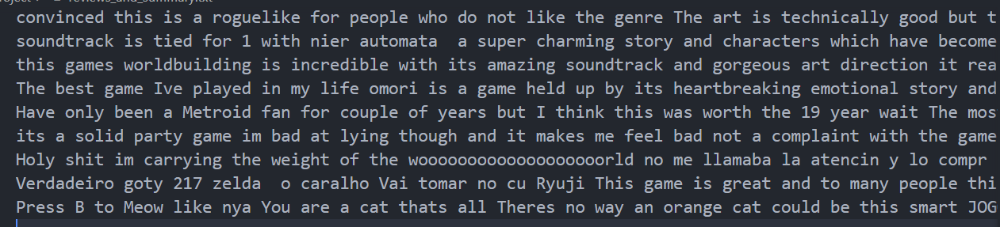 reviews_and_summary.txt
convinced this is a roguelike for people who do not like the genre The art is technically good but t
soundtrack is tied for 1 with nier automata  a super charming story and characters which have become
this games worldbuilding is incredible with its amazing soundtrack and gorgeous art direction it rea
The best game Ive played in my life omori is a game held up by its heartbreaking emotional story and
Have only been a Metroid fan for couple of years but I think this was worth the 19 year wait The mos
its a solid party game im bad at lying though and it makes me feel bad not a complaint with the game
Holy shit im carrying the weight of the wooooooooooooooooooorld no me llamaba la atencin y lo compr
Verdadeiro goty 217 zelda  o caralho Vai tomar no cu Ryuji This game is great and to many people thi
Press B to Meow like nya You are a cat thats all Theres no way an orange cat could be this smart JOG